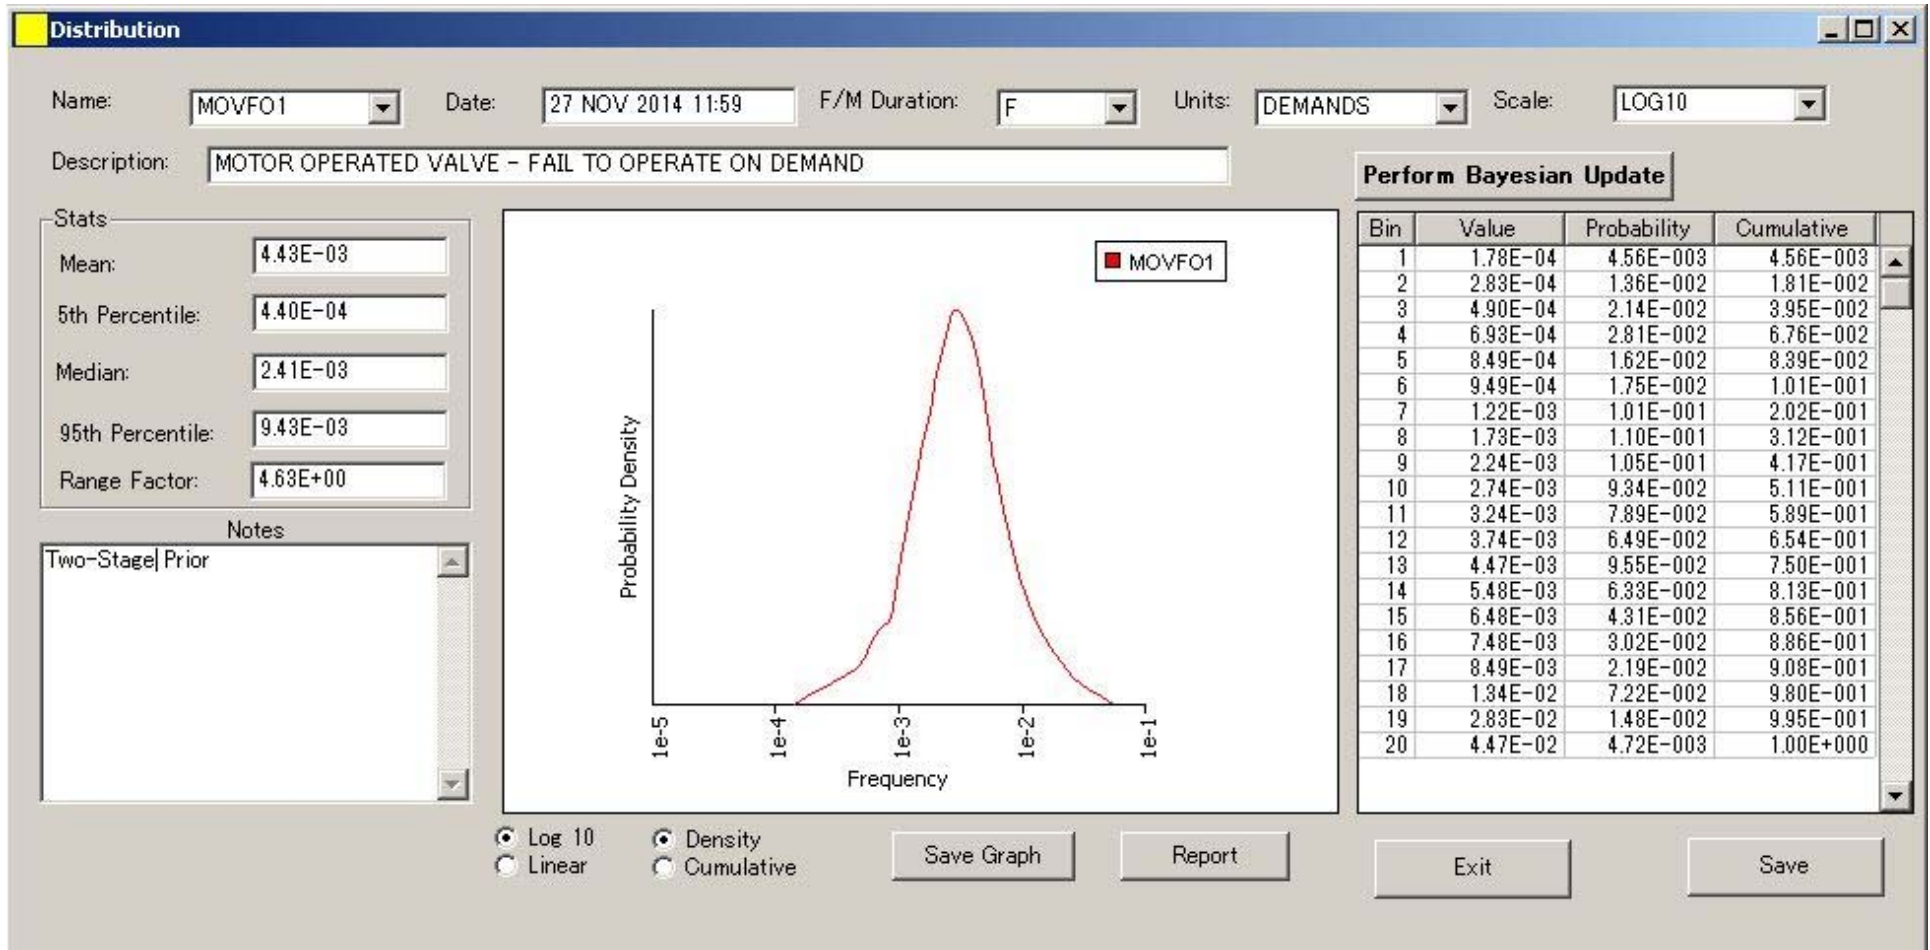 Distribution
Name: MOVFO1 Date: 27 NOV 2014 11:59 F/M Duration: F Units: DEMANDS Scale: LOG10
Description: MOTOR OPERATED VALVE - FAIL TO OPERATE ON DEMAND
Perform Bayesian Update
Stats
Mean: 4.43E-03
5th Percentile: 4.40E-04
Median: 2.41E-03
95th Percentile: 9.43E-03
Range Factor: 4.63E+00
Notes
Two-Stage Prior
MOVFO1
Probability Density
1e-5 1e-4 1e-3 1e-2 1e-1
Frequency
Bin Value Probability Cumulative
1 1.78E-04 4.56E-003 4.56E-003
2 2.83E-04 1.36E-002 1.81E-002
3 4.90E-04 2.14E-002 3.95E-002
4 6.93E-04 2.81E-002 6.76E-002
5 8.49E-04 1.62E-002 8.39E-002
6 9.49E-04 1.75E-002 1.01E-001
7 1.22E-03 1.01E-001 2.02E-001
8 1.73E-03 1.10E-001 3.12E-001
9 2.24E-03 1.05E-001 4.17E-001
10 2.74E-03 9.34E-002 5.11E-001
11 3.24E-03 7.89E-002 5.89E-001
12 3.74E-03 6.49E-002 6.54E-001
13 4.47E-03 9.55E-002 7.50E-001
14 5.48E-03 6.33E-002 8.13E-001
15 6.48E-03 4.31E-002 8.56E-001
16 7.48E-03 3.02E-002 8.86E-001
17 8.49E-03 2.19E-002 9.08E-001
18 1.34E-02 7.22E-002 9.80E-001
19 2.83E-02 1.48E-002 9.95E-001
20 4.47E-02 4.72E-003 1.00E+000
Log 10 Density
Linear Cumulative
Save Graph Report Exit Save